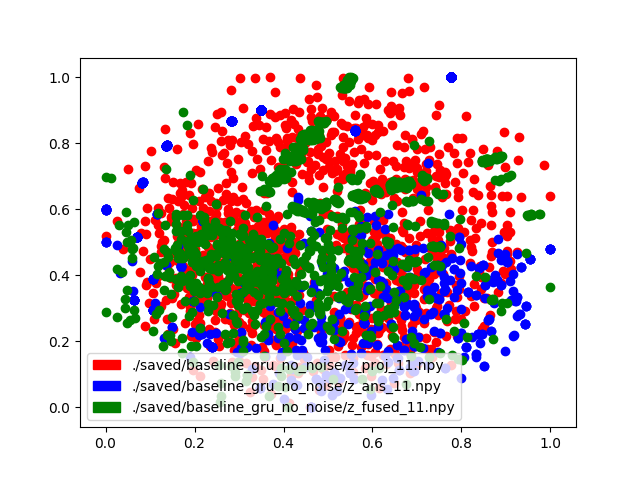 1.0
0.8
0.6
0.4
0.2
0.0
./saved/baseline_gru_no_noise/z_proj_11.npy
./saved/baseline_gru_no_noise/z_ans_11.npy
./saved/baseline_gru_no_noise/z_fused_11.npy
0.0 0.2 0.4 0.6 0.8 1.0